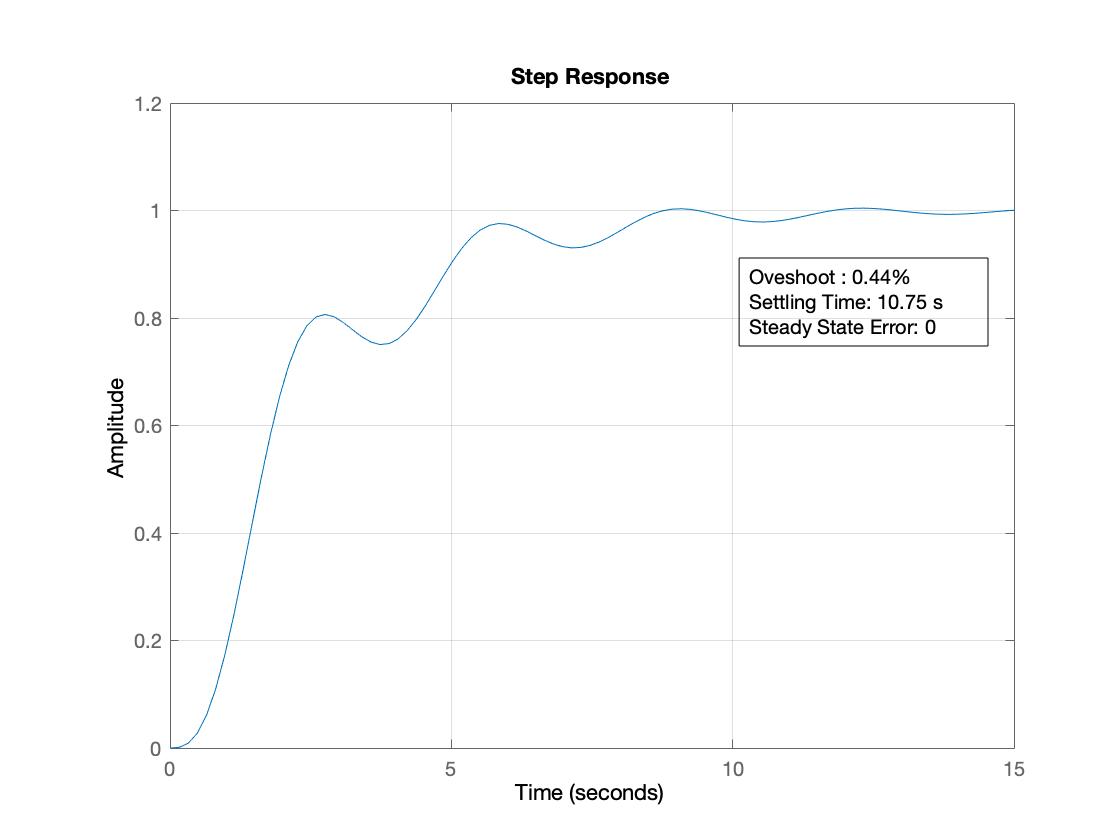 Step Response
1.2
1
0.8
0.6
0.4
0.2
0
Amplitude
Oveshoot : 0.44%
Settling Time: 10.75 s
Steady State Error: 0
0 5 10 15
Time (seconds)